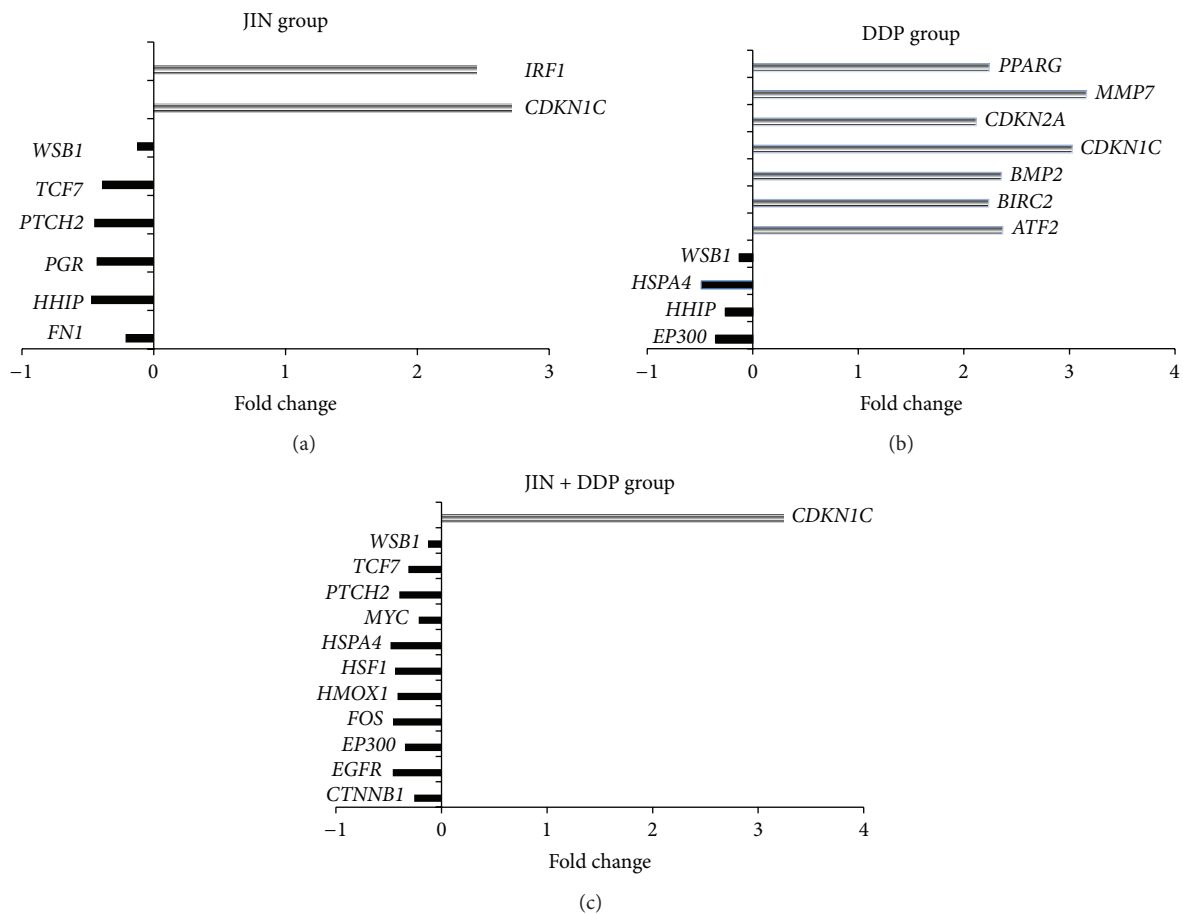 JIN group
IRF1
CDKN1C
WSB1
TCF7
PTCH2
PGR
HHIP
FN1
−1 0 1 2 3
Fold change
(a)
DDP group
PPARG
MMP7
CDKN2A
CDKN1C
BMP2
BIRC2
ATF2
WSB1
HSPA4
HHIP
EP300
−1 0 1 2 3 4
Fold change
(b)
JIN + DDP group
CDKN1C
WSB1
TCF7
PTCH2
MYC
HSPA4
HSF1
HMOX1
FOS
EP300
EGFR
CTNNB1
−1 0 1 2 3 4
Fold change
(c)